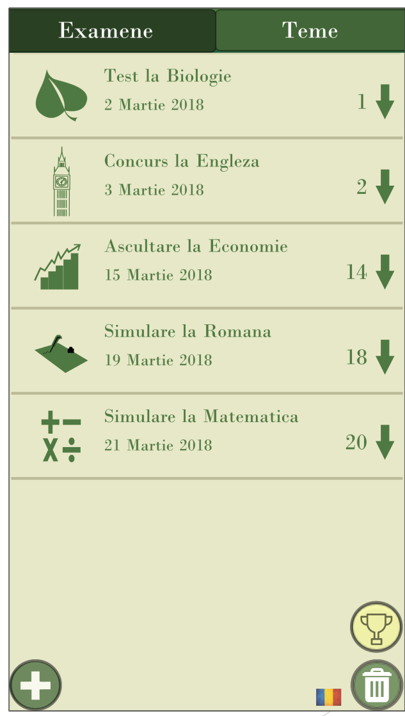 Examene
Teme
Test la Biologie
2 Martie 2018
1
Concurs la Engleza
3 Martie 2018
2
Ascultare la Economie
15 Martie 2018
14
Simulare la Romana
19 Martie 2018
18
Simulare la Matematica
21 Martie 2018
20